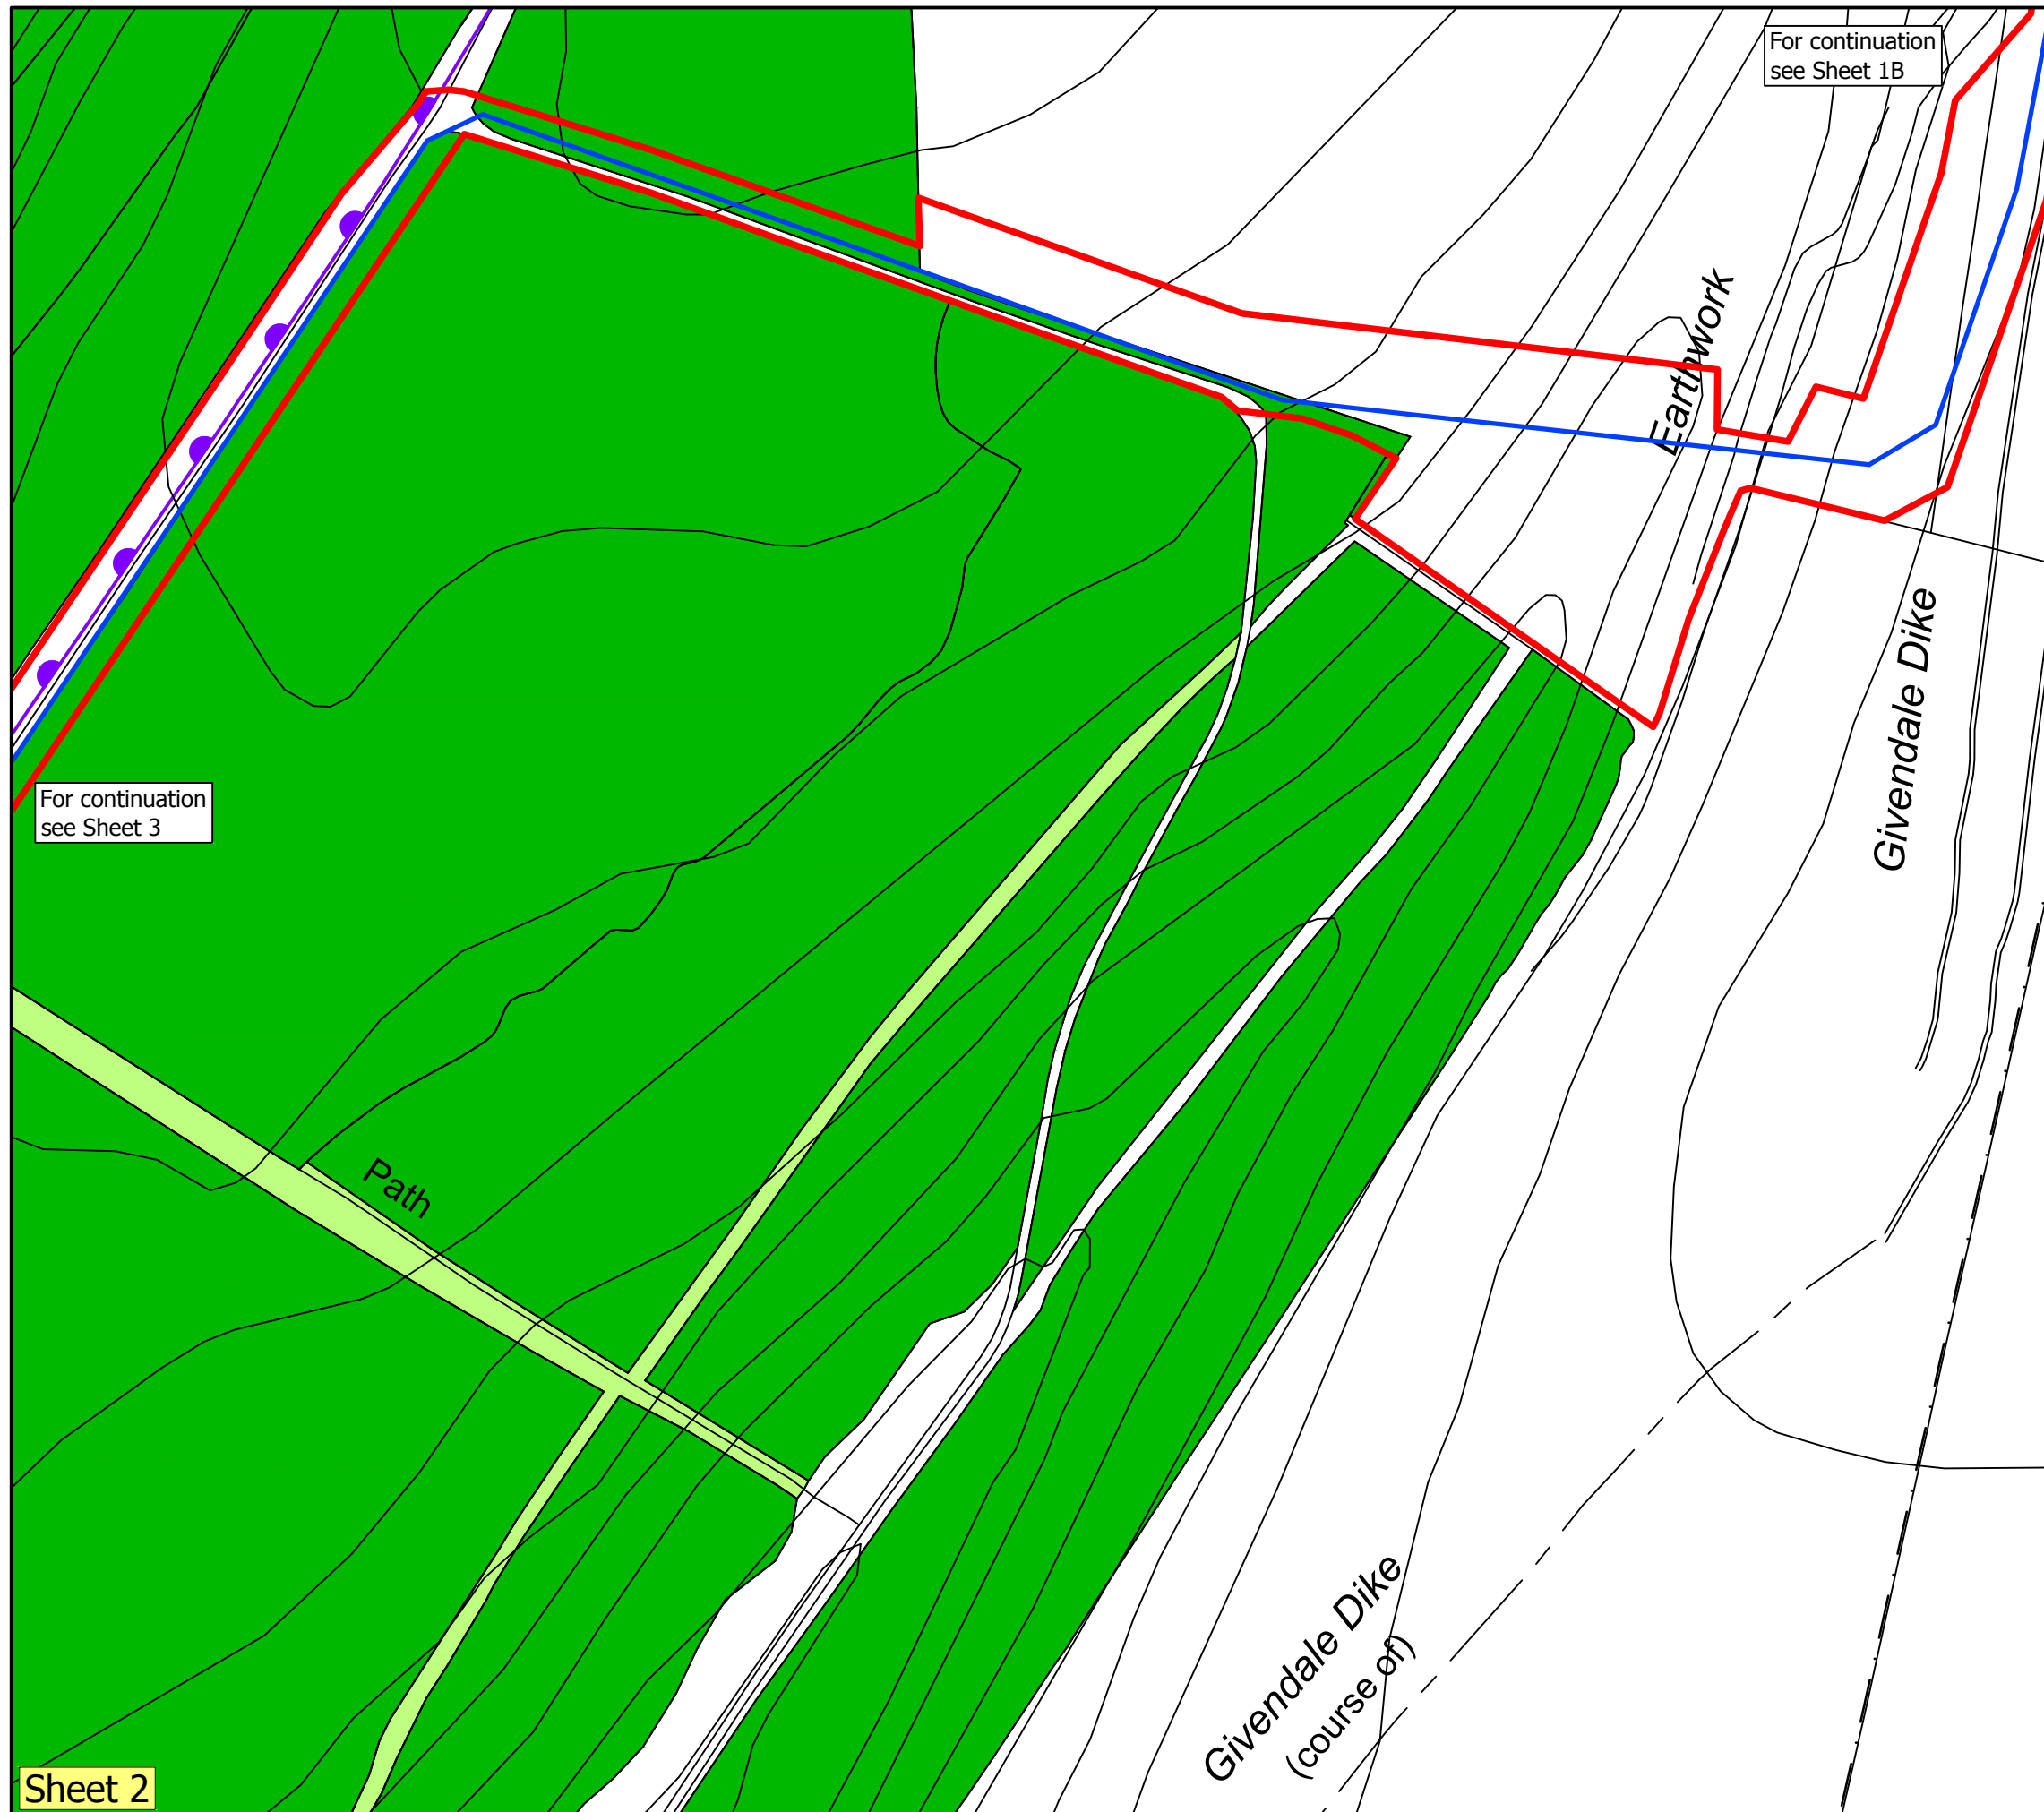 For continuation
see Sheet 1B
Earthwork
Givendale Dike
For continuation
see Sheet 3
Path
Givendale Dike
(course of)
Sheet 2